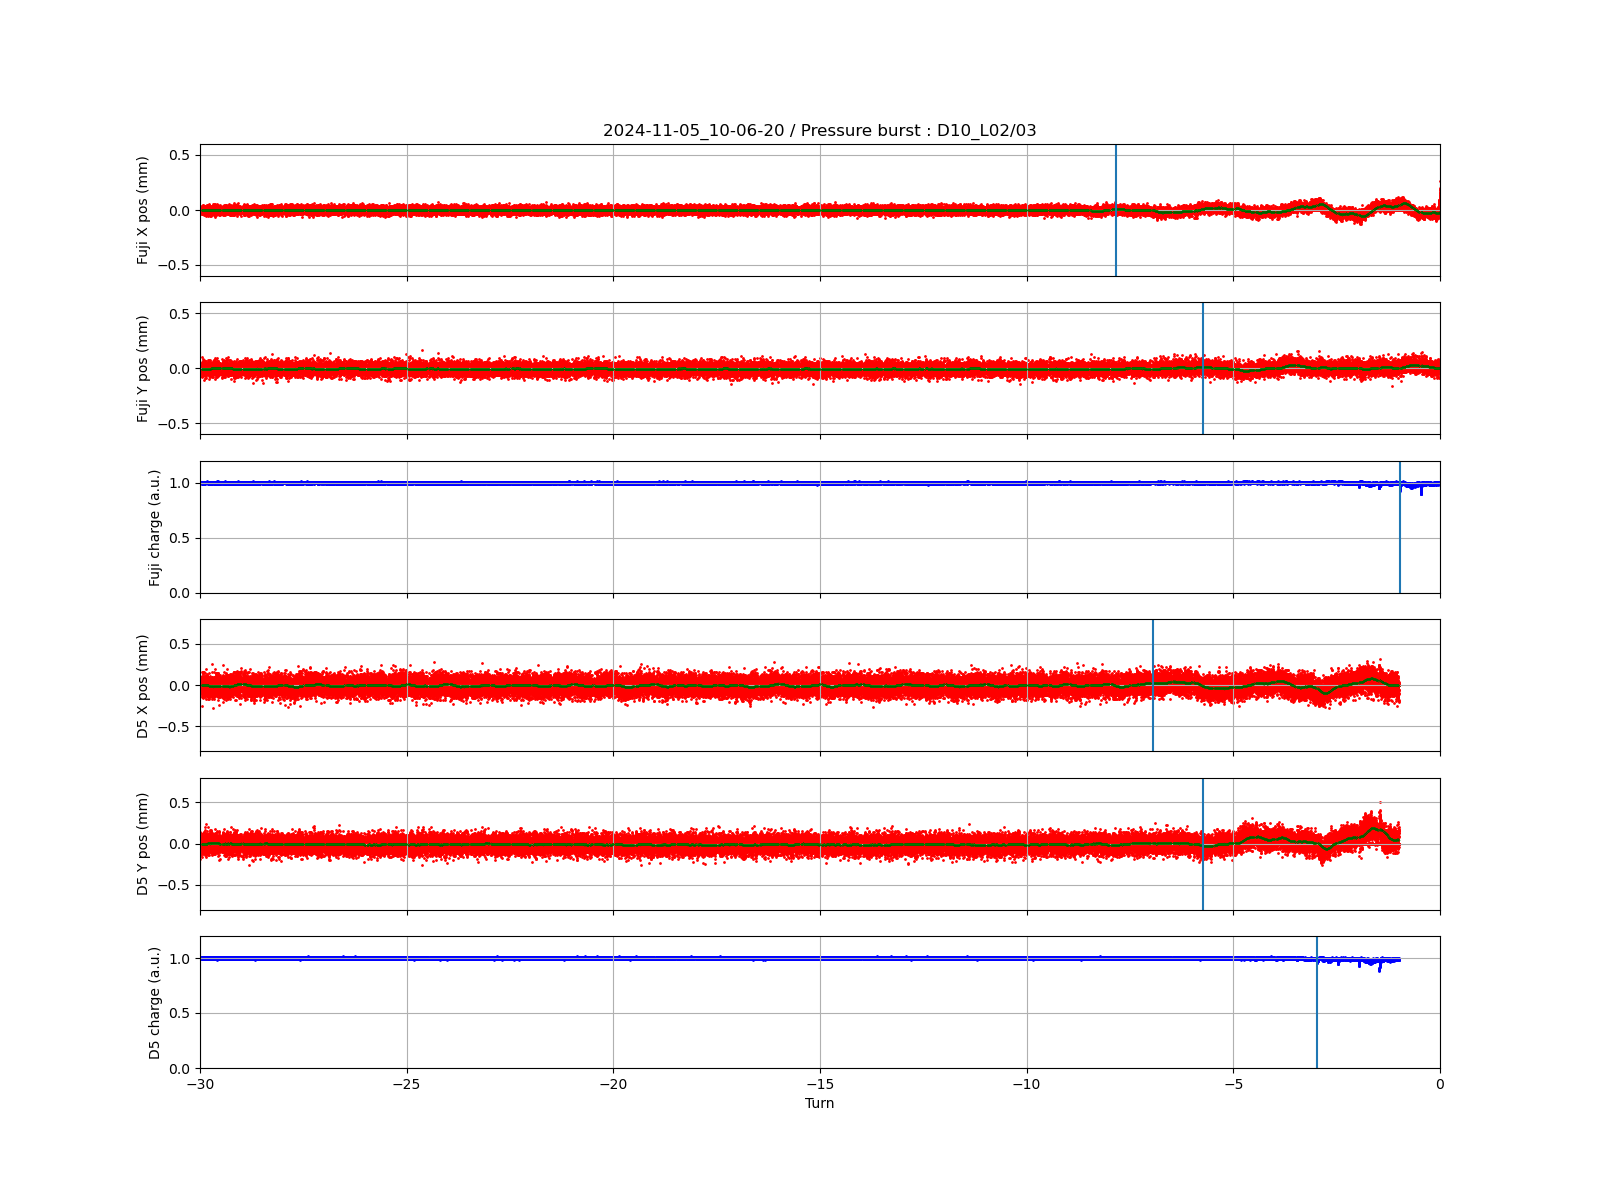 2024-11-05_10-06-20 / Pressure burst : D10_L02/03
Fuji X pos (mm)
0.5
0.0
−0.5
Fuji Y pos (mm)
0.5
0.0
−0.5
Fuji charge (a.u.)
1.0
0.5
0.0
D5 X pos (mm)
0.5
0.0
−0.5
D5 Y pos (mm)
0.5
0.0
−0.5
D5 charge (a.u.)
1.0
0.5
0.0
−30 −25 −20 −15 −10 −5 0
Turn